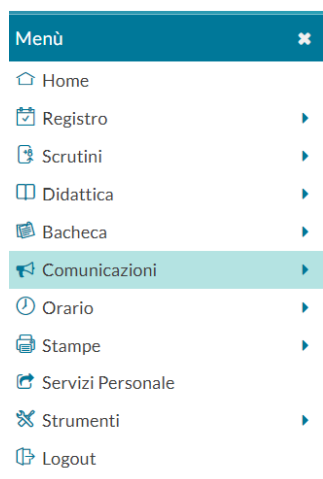 Menù
Home
Registro
Scrutini
Didattica
Bacheca
Comunicazioni
Orario
Stampe
Servizi Personale
Strumenti
Logout